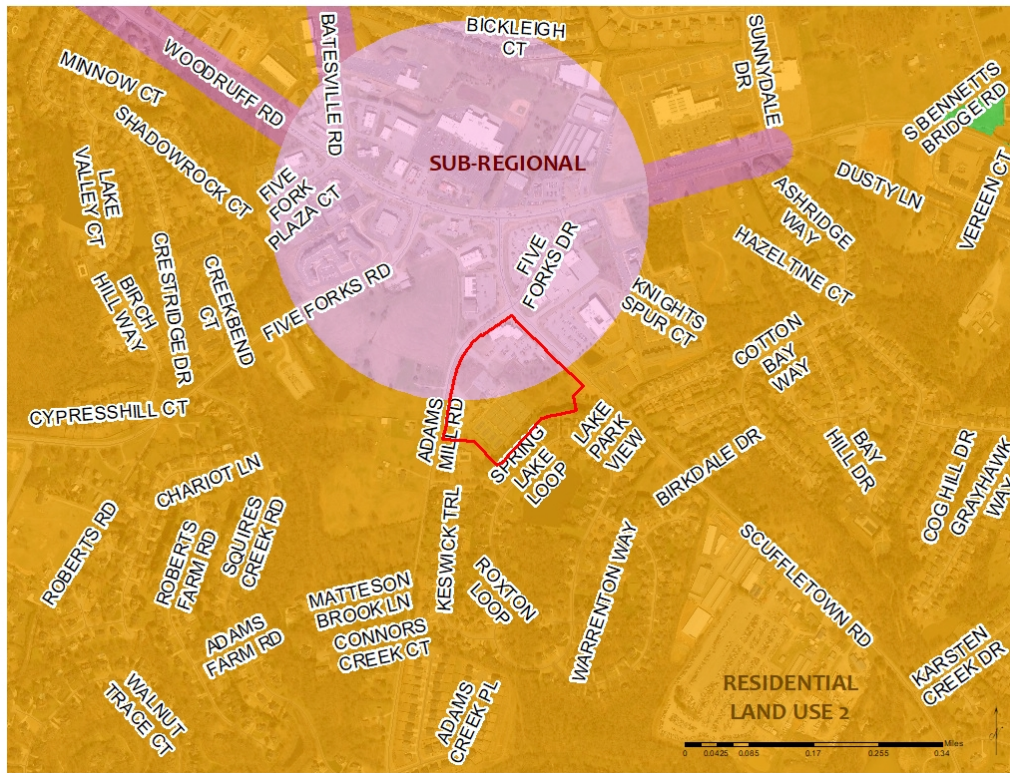 BICKLEIGH
CT
BATESVILLE RD
SUNNYDALE
DR
WOODRUFF RD
MINNOW CT
S BENNETTS
BRIDGE RD
SHADOWROCK CT
SUB-REGIONAL
LAKE
VALLEY CT
FIVE
FORK
PLAZA CT
DUSTY LN
ASHRIDGE
WAY
VEREEN CT
FIVE
FORKS DR
HAZELTINE CT
CRESTRIDGE DR
CREEKBEND
CT
FIVE FORKS RD
BIRCH
HILL WAY
KNIGHTS
SPUR CT
COTTON
BAY
WAY
CYPRESSHILL CT
ADAMS
MILL RD
LAKE
PARK
VIEW
SPRING
LAKE
LOOP
BIRKDALE DR
BAY
HILL DR
COG HILL DR
GRAYHAWK
WAY
CHARIOT LN
SQUIRES
CREEK RD
ROBERTS RD
ROBERTS
FARM RD
KESWICK TRL
ROXTON
LOOP
WARRENTON WAY
SCUFFLETOWN RD
MATTESON
BROOK LN
CONNORS
CREEK CT
ADAMS
FARM RD
KARSTEN
CREEK DR
WALNUT
TRACE CT
ADAMS
CREEK PL
RESIDENTIAL
LAND USE 2
Miles
0 0.0425 0.085 0.17 0.255 0.34